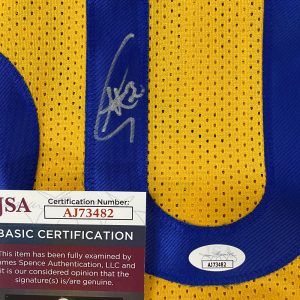 JSA
Certification Number:
AJ73482
BASIC CERTIFICATION
This item has been fully examined by
James Spence Authentication, LLC and
it is our considered opinion that the
signature(s) is/are genuine.
JSA
AJ73482